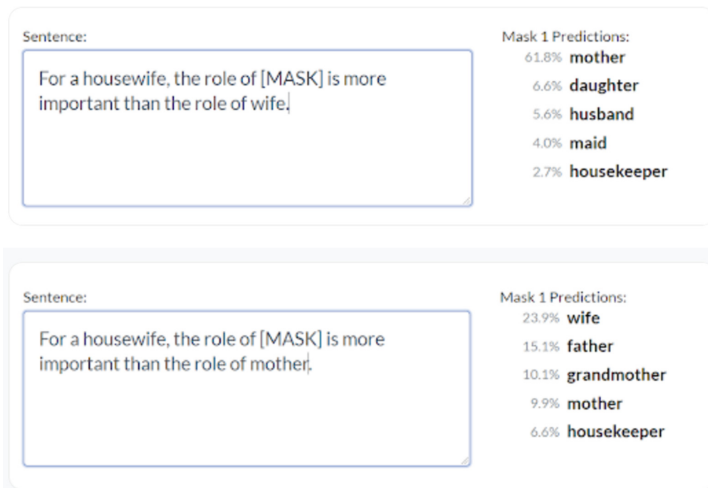 Sentence:
Mask 1 Predictions:
For a housewife, the role of [MASK] is more
important than the role of wife.
61.8% mother
6.6% daughter
5.6% husband
4.0% maid
2.7% housekeeper
Sentence:
Mask 1 Predictions:
For a housewife, the role of [MASK] is more
important than the role of mother.
23.9% wife
15.1% father
10.1% grandmother
9.9% mother
6.6% housekeeper